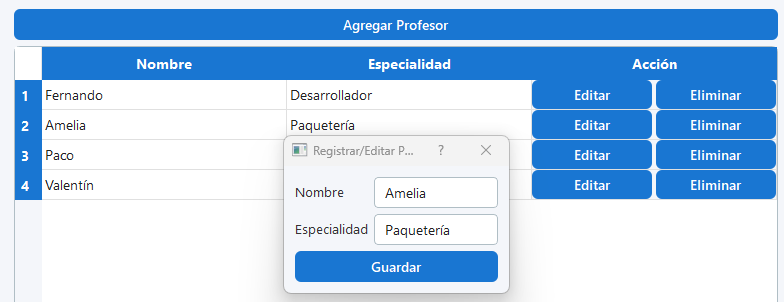 Agregar Profesor
Nombre Especialidad Acción
1 Fernando Desarrollador Editar Eliminar
2 Amelia Paquetería Editar Eliminar
3 Paco Editar Eliminar
4 Valentín Editar Eliminar
Registrar/Editar P... ?
Nombre Amelia
Especialidad Paquetería
Guardar